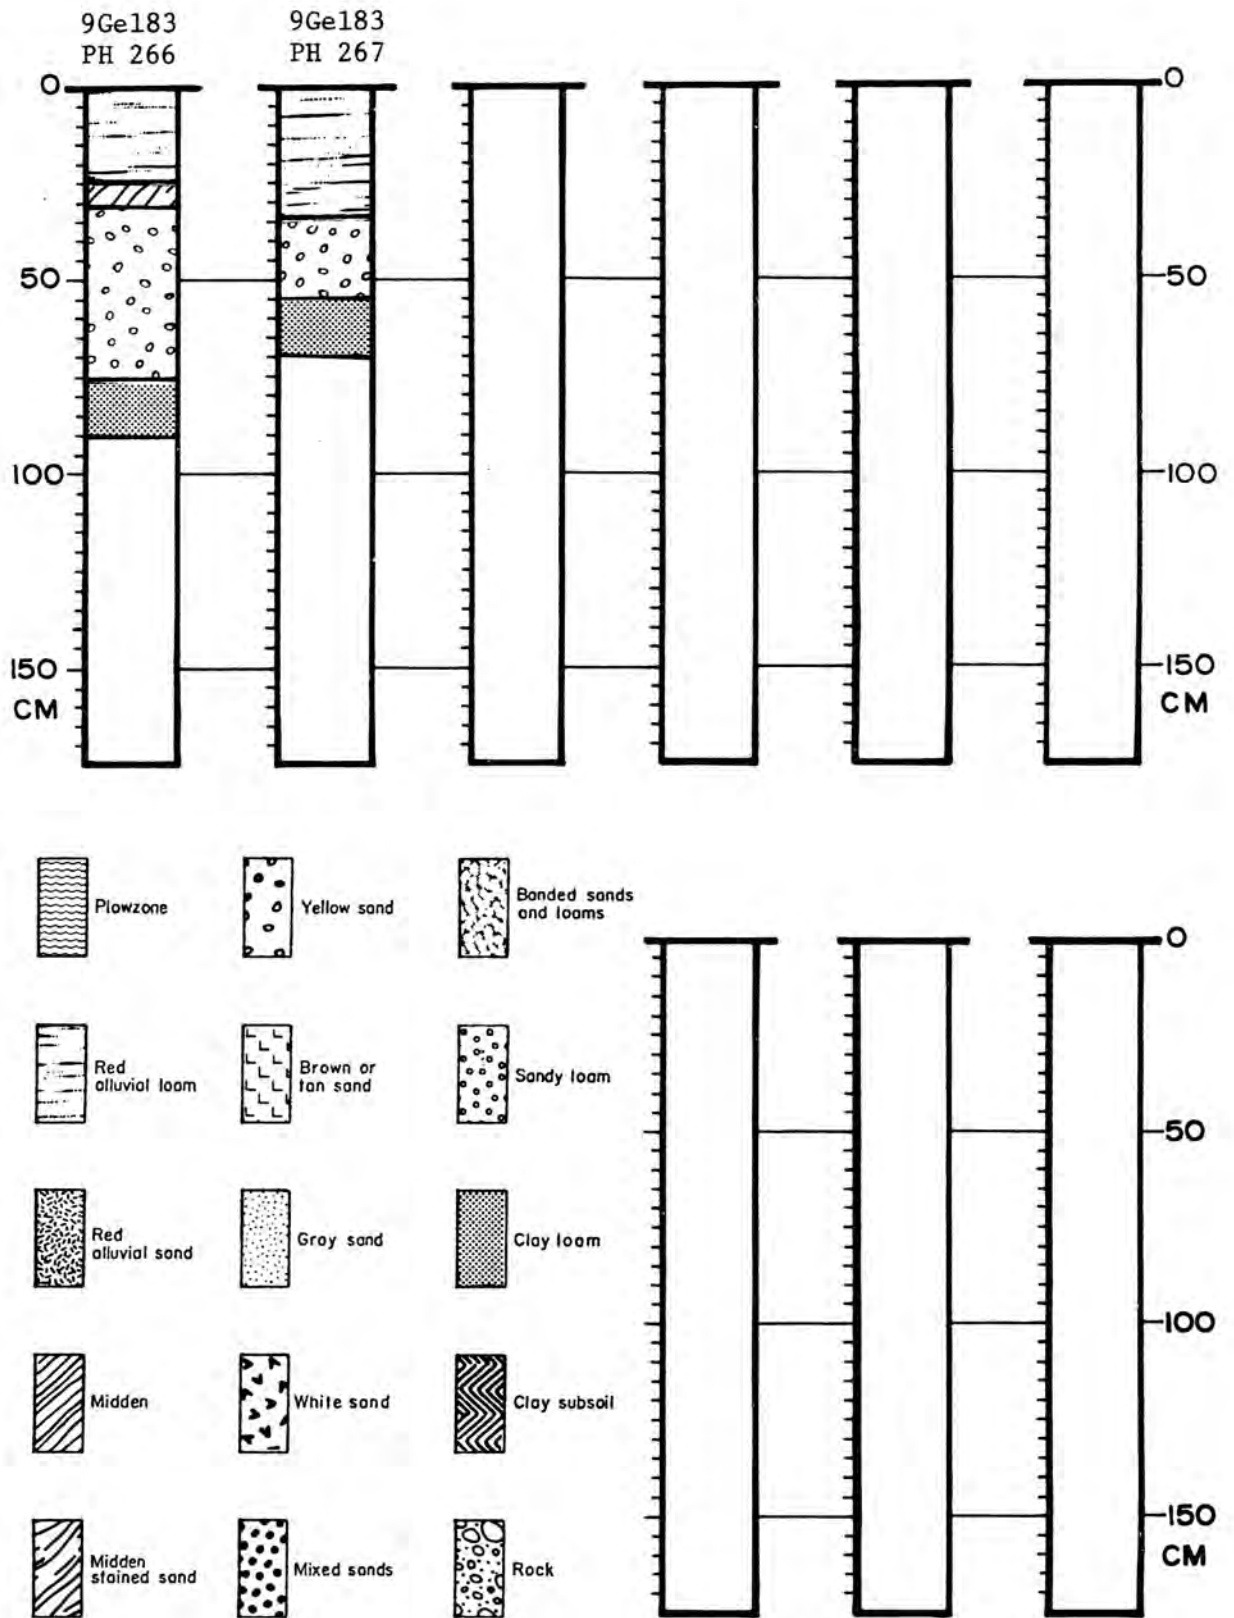 9Ge183
PH 266
9Ge183
PH 267
0
50
100
150
CM
0
50
100
150
CM
Plowzone
Yellow sand
Banded sands
and loams
Red
alluvial loam
Brown or
tan sand
Sandy loam
Red
alluvial sand
Gray sand
Clay loam
Midden
White sand
Clay subsoil
Midden
stained sand
Mixed sands
Rock
0
50
100
150
CM